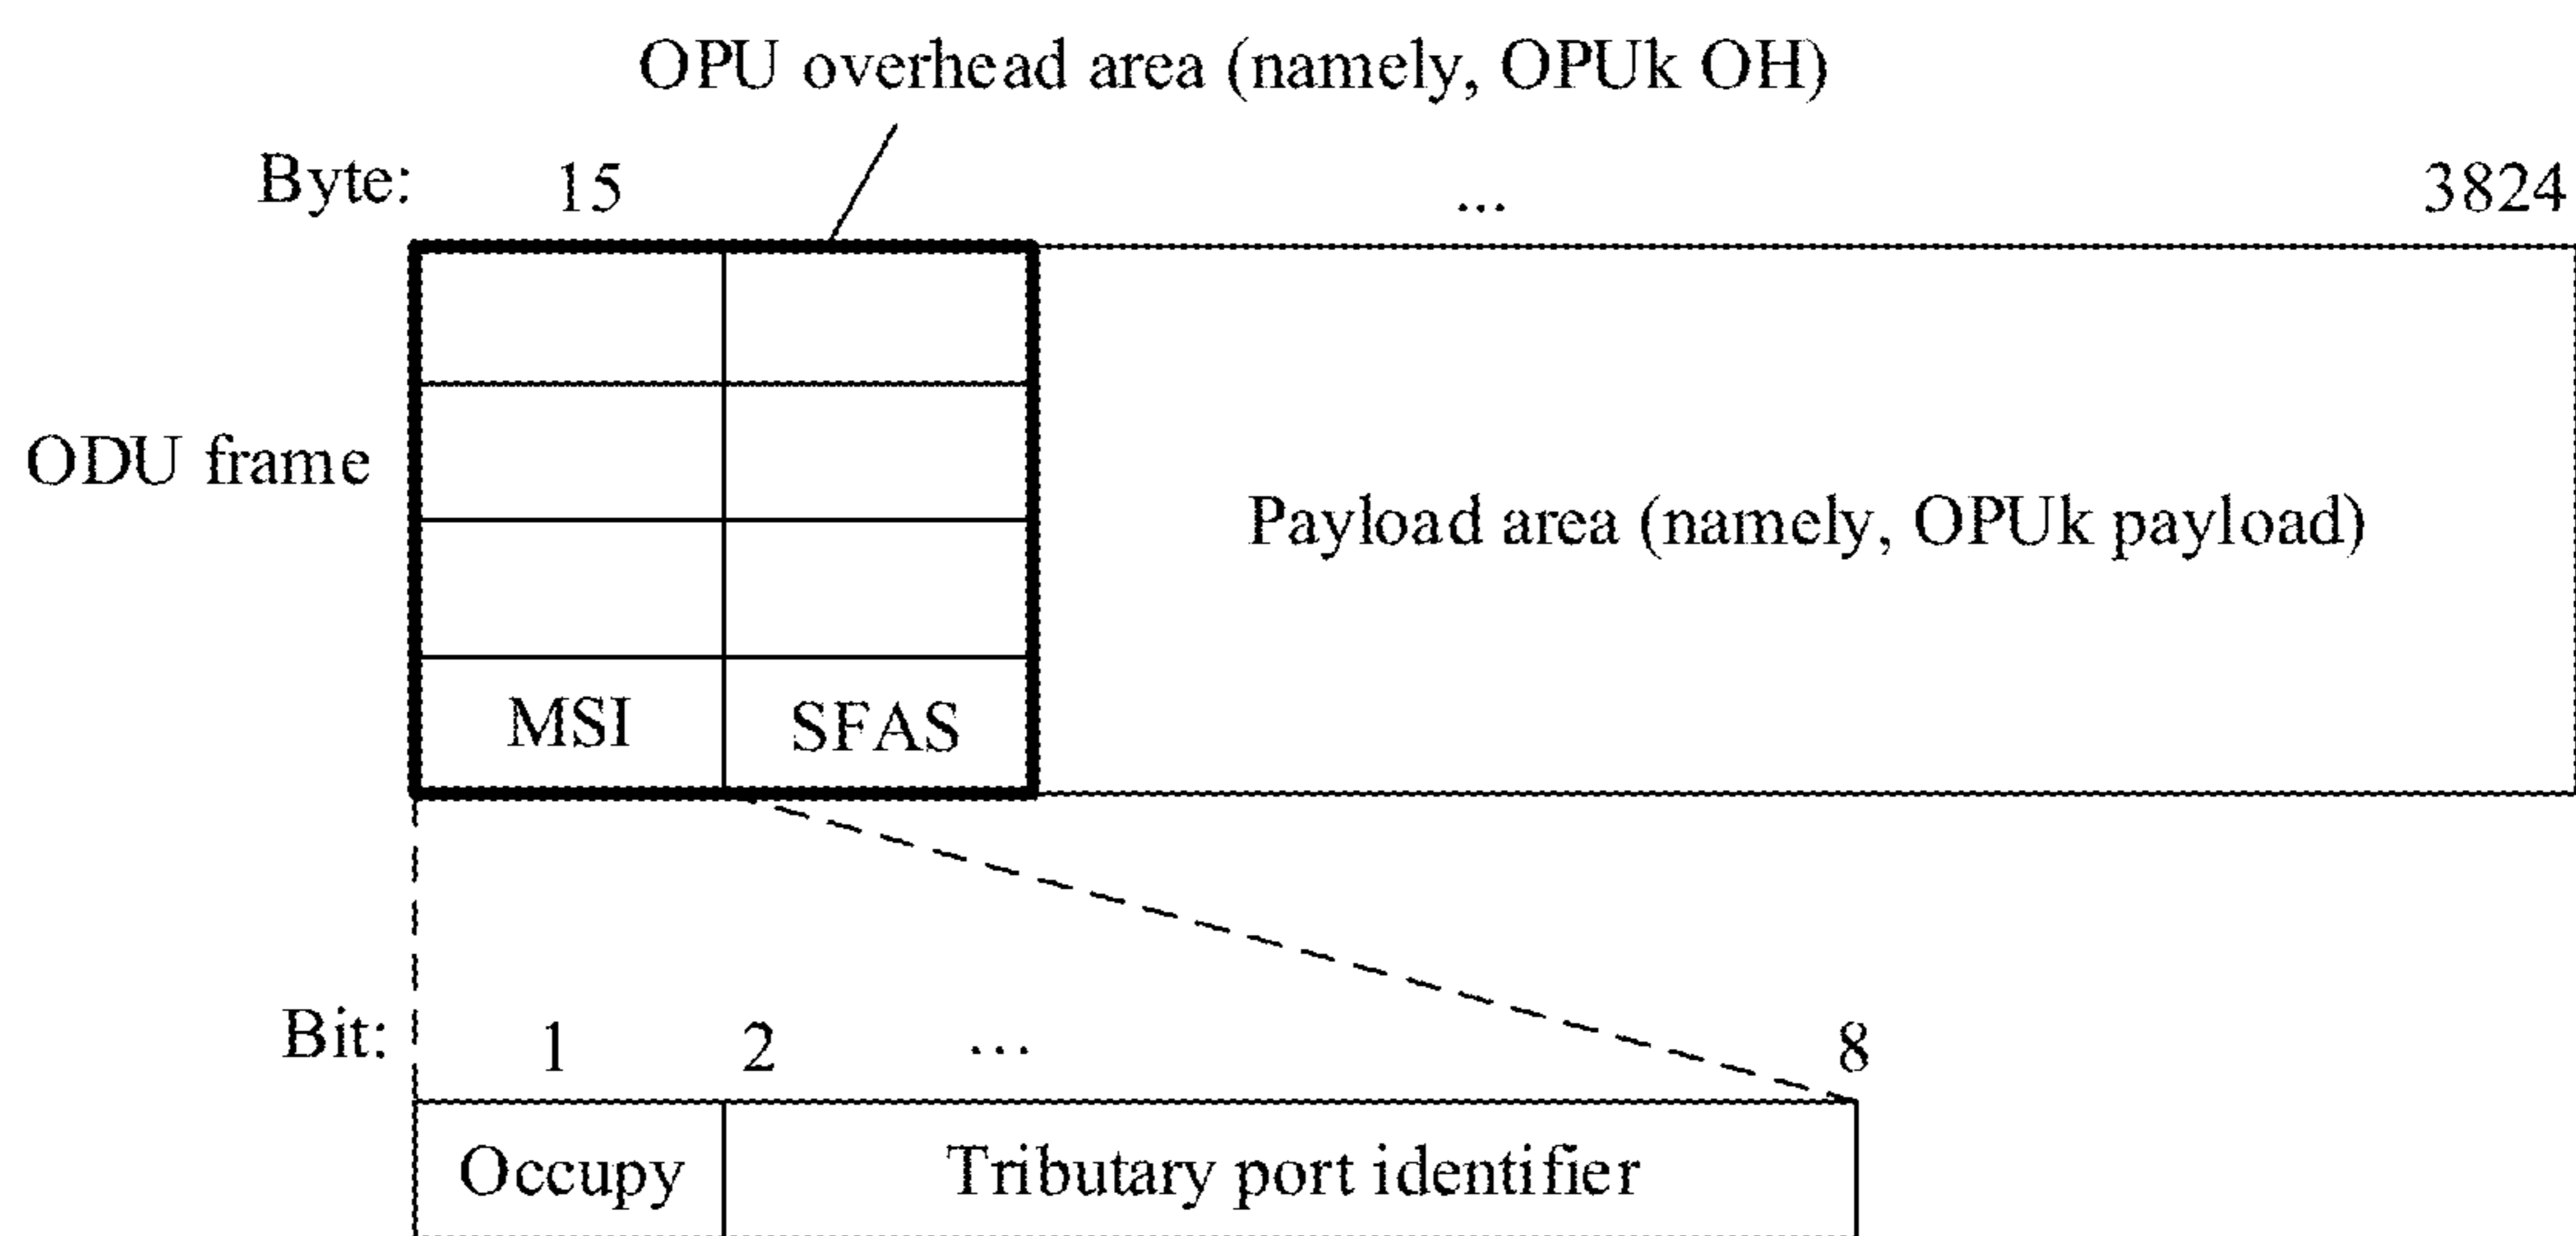 OPU overhead area (namely, OPUk OH)
Byte: 15 ... 3824
ODU frame
Payload area (namely, OPUk payload)
MSI SFAS
Bit: 1 2 ... 8
Occupy Tributary port identifier